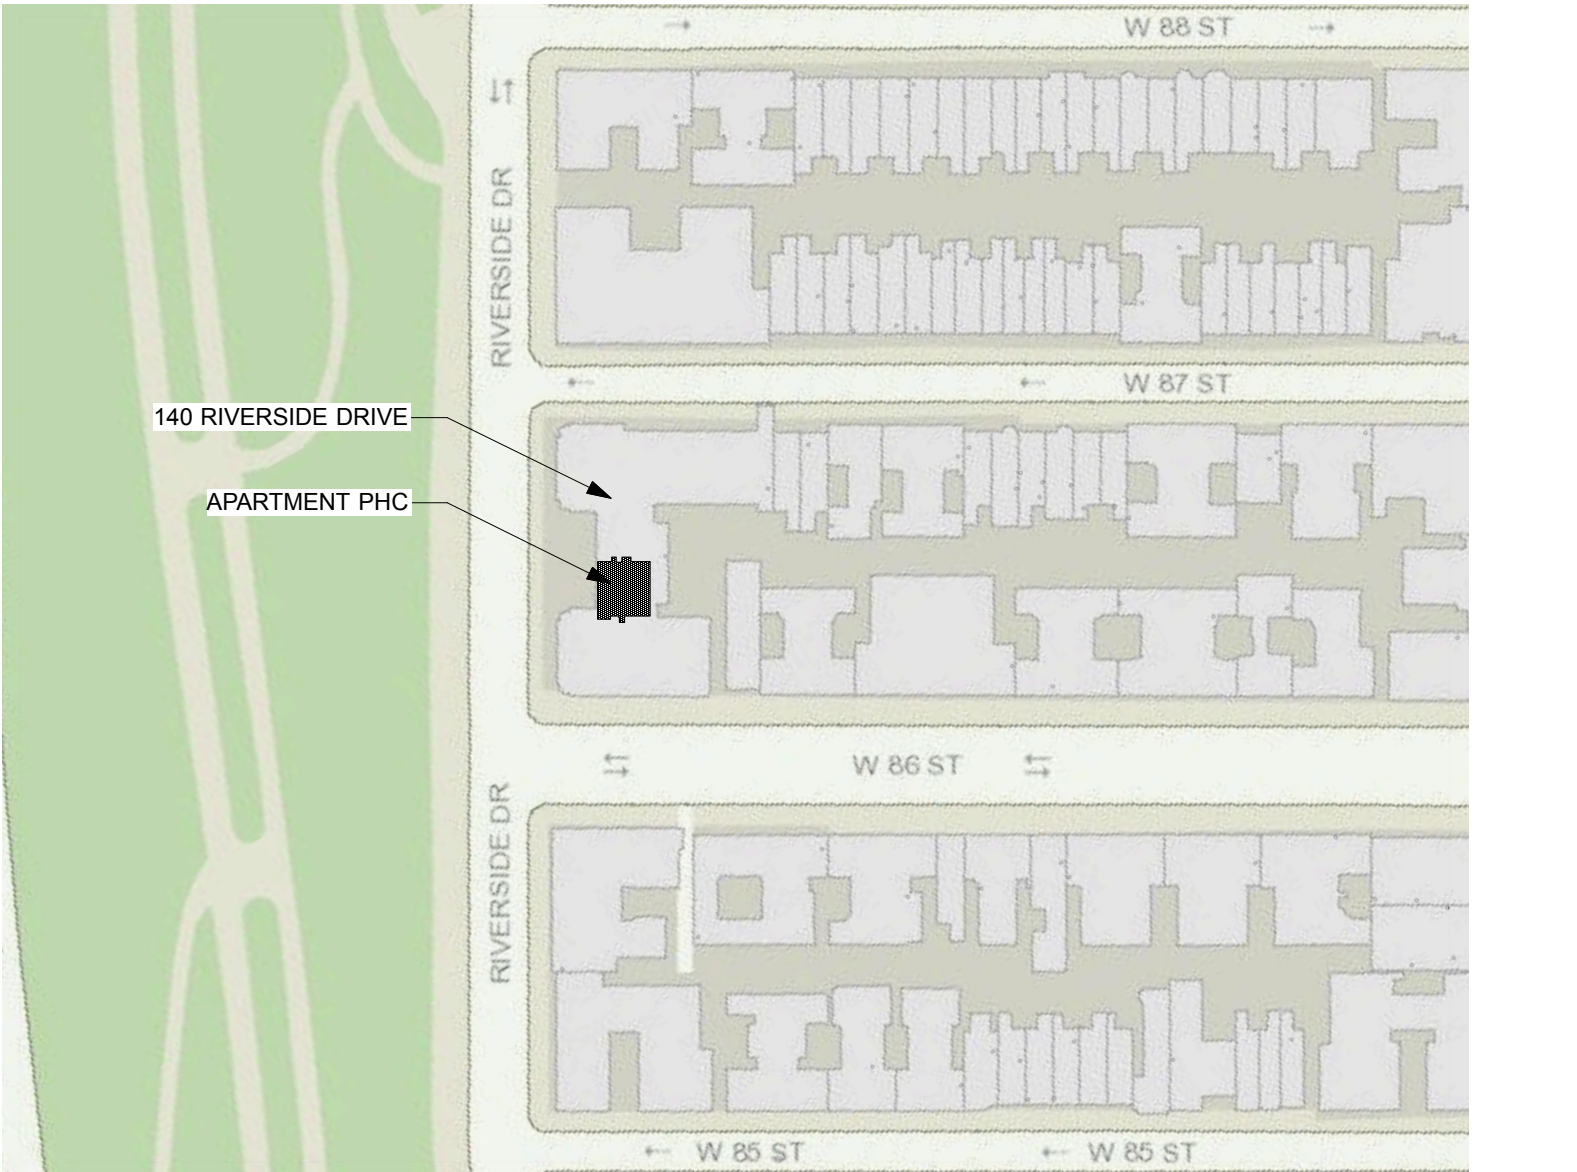 W 88 ST
RIVERSIDE DR
W 87 ST
140 RIVERSIDE DRIVE
APARTMENT PHC
W 86 ST
RIVERSIDE DR
W 85 ST
W 85 ST